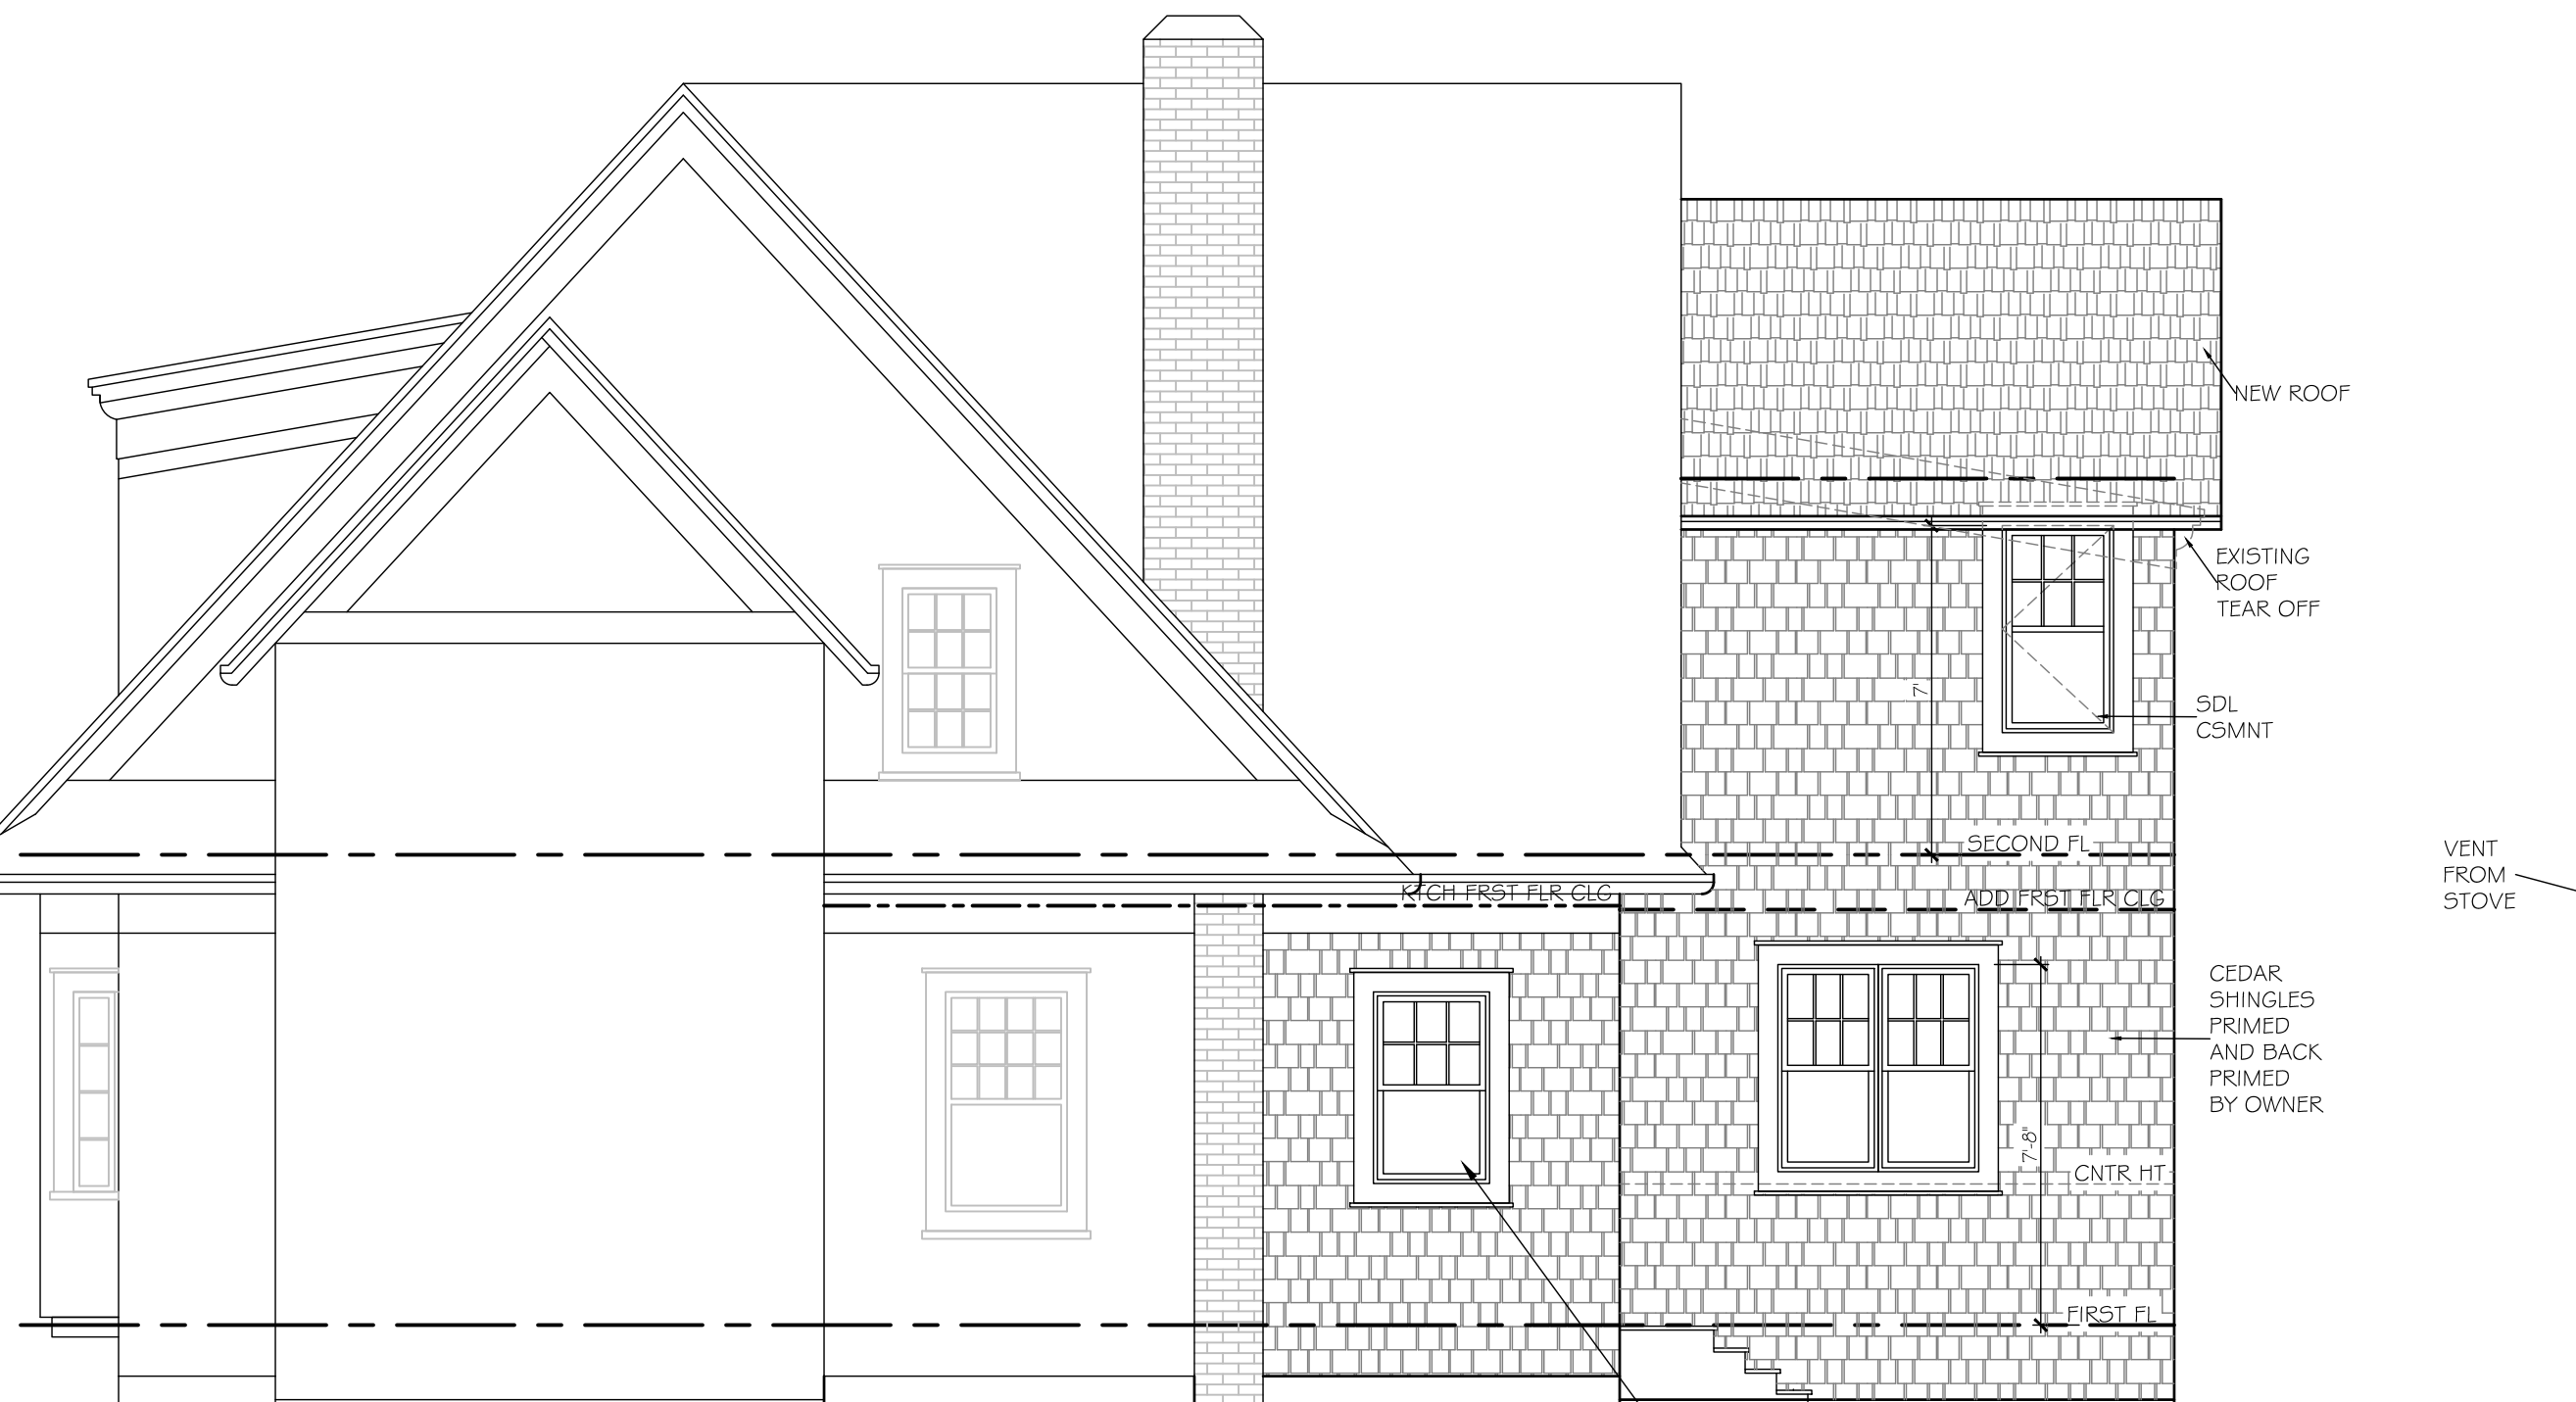 NEW ROOF
EXISTING
ROOF
TEAR OFF
7'
SDL
CSMNT
SECOND FL
VENT
FROM
STOVE
KTCH FRST FLR CLG
ADD FRST FLR CLG
CEDAR
SHINGLES
PRIMED
AND BACK
PRIMED
BY OWNER
7'-8"
CNTR HT
FIRST FL